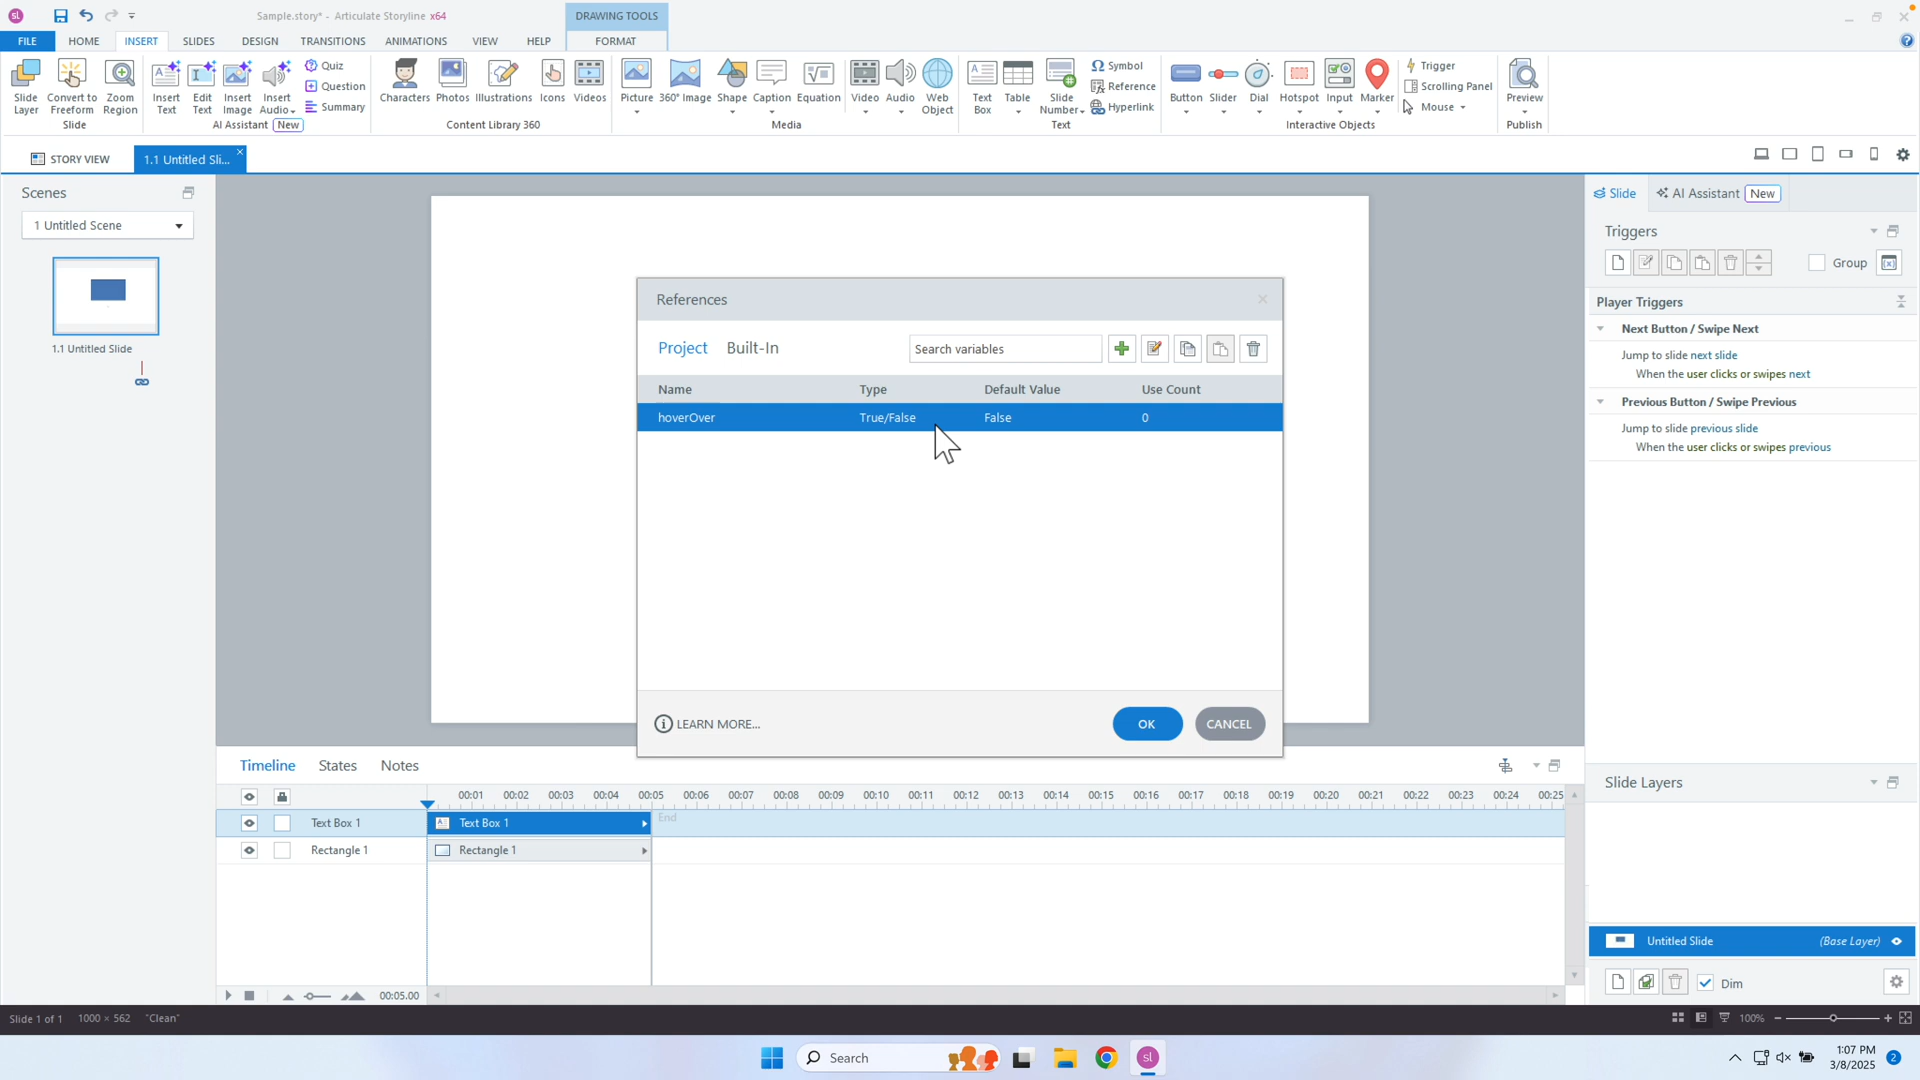 Sample.story* - Articulate Storyline x64
DRAWING TOOLS
FILE HOME INSERT SLIDES DESIGN TRANSITIONS ANIMATIONS VIEW HELP FORMAT
Slide Layer
Convert to Freeform
Zoom Region
Slide
Insert Text
Edit Text
Insert Image
Insert Audio
Quiz
Question
Summary
AI Assistant New
Characters
Photos
Illustrations
Icons
Videos
Content Library 360
Picture
360° Image
Shape
Caption
Equation
Video
Audio
Web Object
Media
Text Box
Table
Slide Number
Symbol
Reference
Hyperlink
Text
Button
Slider
Dial
Hotspot
Input
Marker
Trigger
Scrolling Panel
Mouse
Interactive Objects
Preview
Publish
STORY VIEW
1.1 Untitled Sli...
Scenes
1 Untitled Scene
1.1 Untitled Slide
References
Project Built-In
Search variables
Name Type Default Value Use Count
hoverOver True/False False 0
LEARN MORE...
OK CANCEL
Slide
AI Assistant New
Triggers
Group
Player Triggers
Next Button / Swipe Next
Jump to slide next slide
When the user clicks or swipes next
Previous Button / Swipe Previous
Jump to slide previous slide
When the user clicks or swipes previous
Timeline States Notes
00:01 00:02 00:03 00:04 00:05 00:06 00:07 00:08 00:09 00:10 00:11 00:12 00:13 00:14 00:15 00:16 00:17 00:18 00:19 00:20 00:21 00:22 00:23 00:24 00:25
Text Box 1 Text Box 1 End
Rectangle 1 Rectangle 1
00:05.00
Slide Layers
Untitled Slide (Base Layer)
Dim
Slide 1 of 1 1000 × 562 "Clean"
100%
Search
sl
1:07 PM
3/8/2025
2